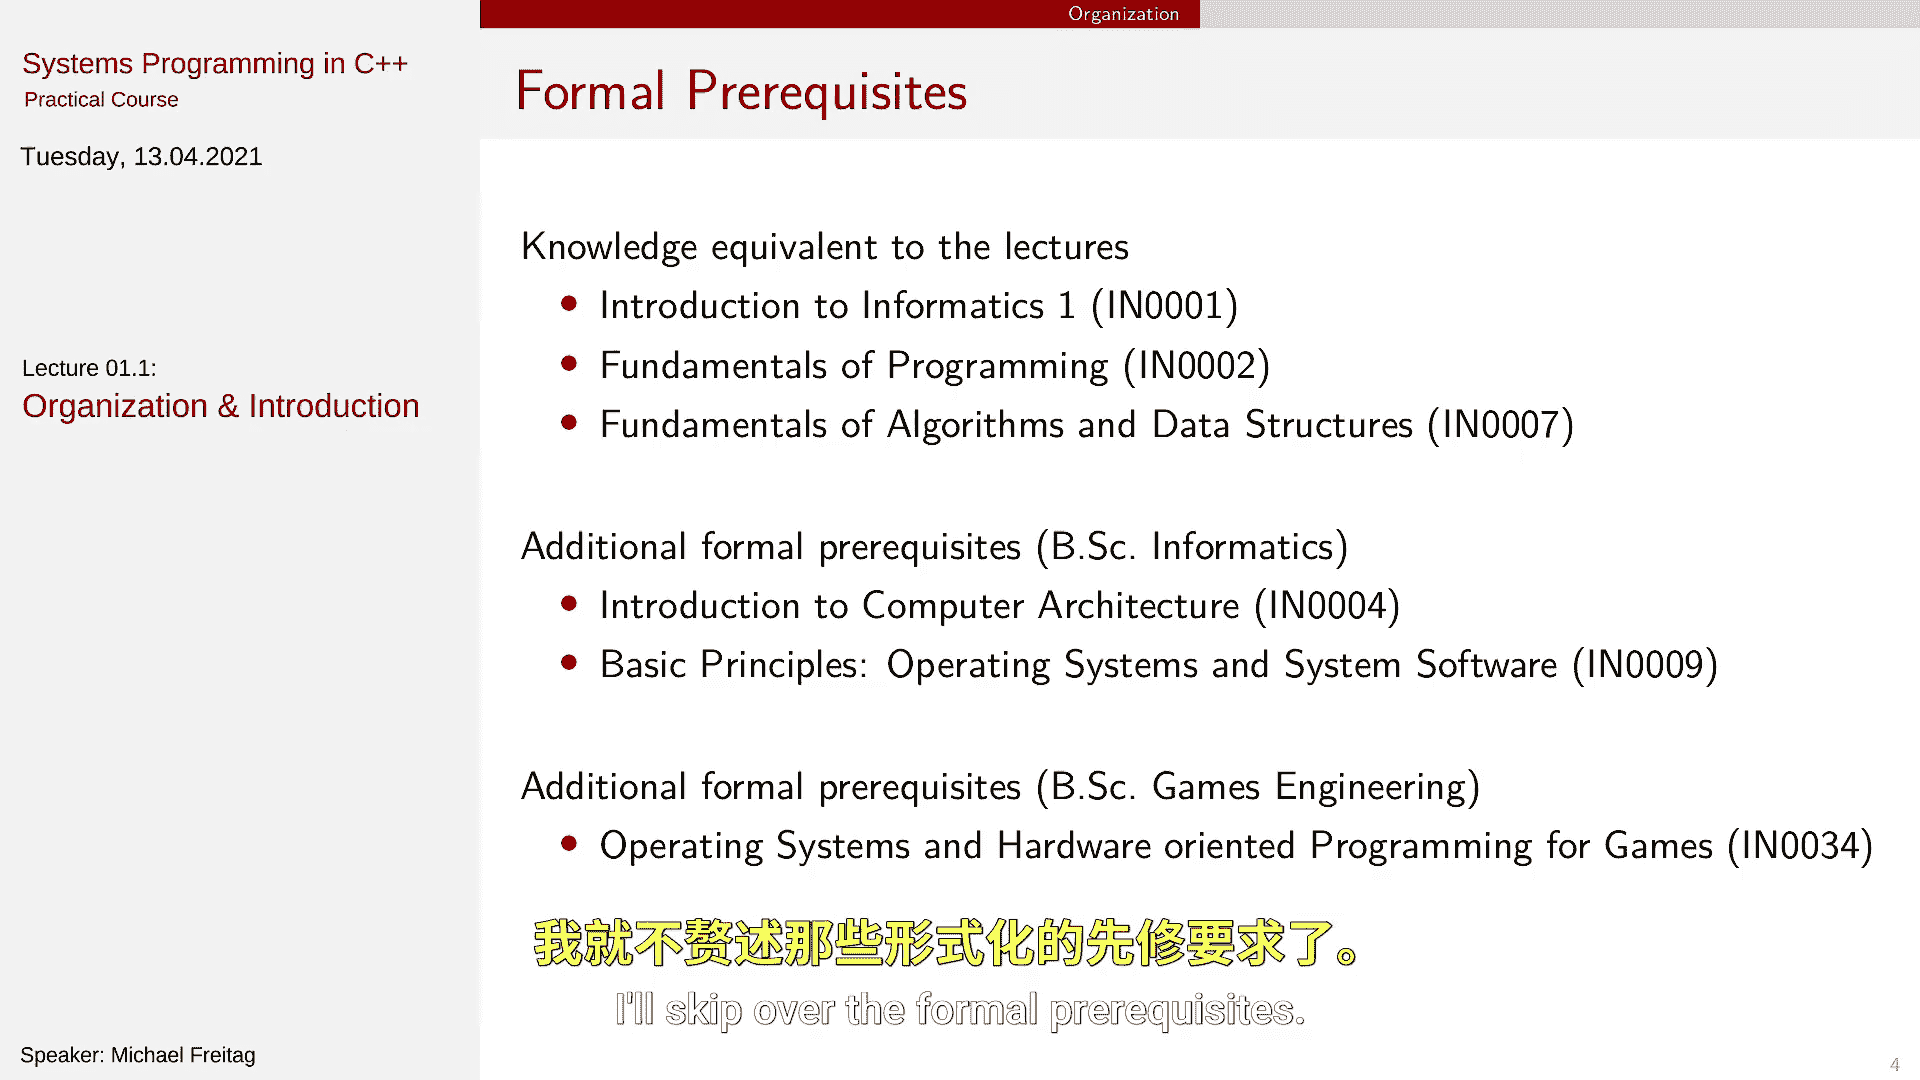 Organization
Systems Programming in C++
Practical Course
Tuesday, 13.04.2021
Lecture 01.1:
Organization & Introduction
Speaker: Michael Freitag
Formal Prerequisites
Knowledge equivalent to the lectures
• Introduction to Informatics 1 (IN0001)
• Fundamentals of Programming (IN0002)
• Fundamentals of Algorithms and Data Structures (IN0007)
Additional formal prerequisites (B.Sc. Informatics)
• Introduction to Computer Architecture (IN0004)
• Basic Principles: Operating Systems and System Software (IN0009)
Additional formal prerequisites (B.Sc. Games Engineering)
• Operating Systems and Hardware oriented Programming for Games (IN0034)
我就不赘述那些形式化的先修要求了。
I'll skip over the formal prerequisites.
4